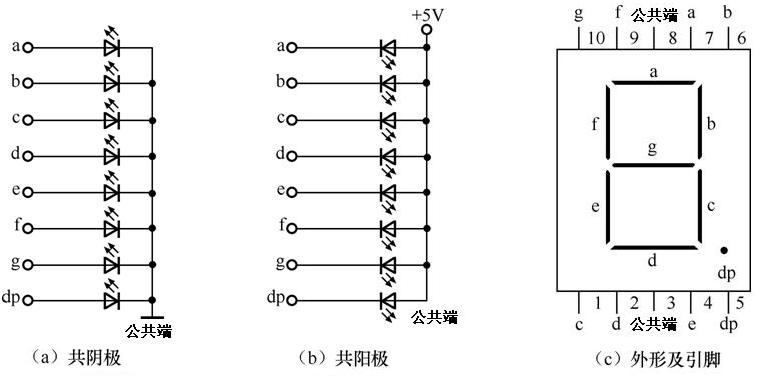 +5V
a
b
c
d
e
f
g
dp
公共端
(a) 共阴极
a
b
c
d
e
f
g
dp
公共端
(b) 共阳极
g f 公共端 a b
10 9 8 7 6
a
f b
g
e c
d
dp
1 2 3 4 5
c d 公共端 e dp
(c) 外形及引脚